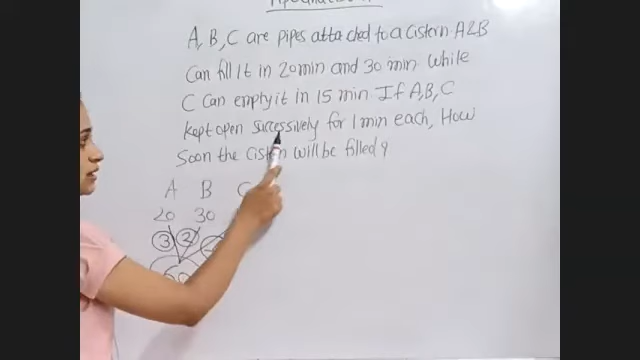 A, B, C are pipes attached to a Cistern A&B
Can fill it in 20min and 30 min while
C Can empty it in 15 min. If A,B,C
Kept open Successively for 1 min each, How
Soon the Cistern will be filled ?
A B C
20 30
3 2